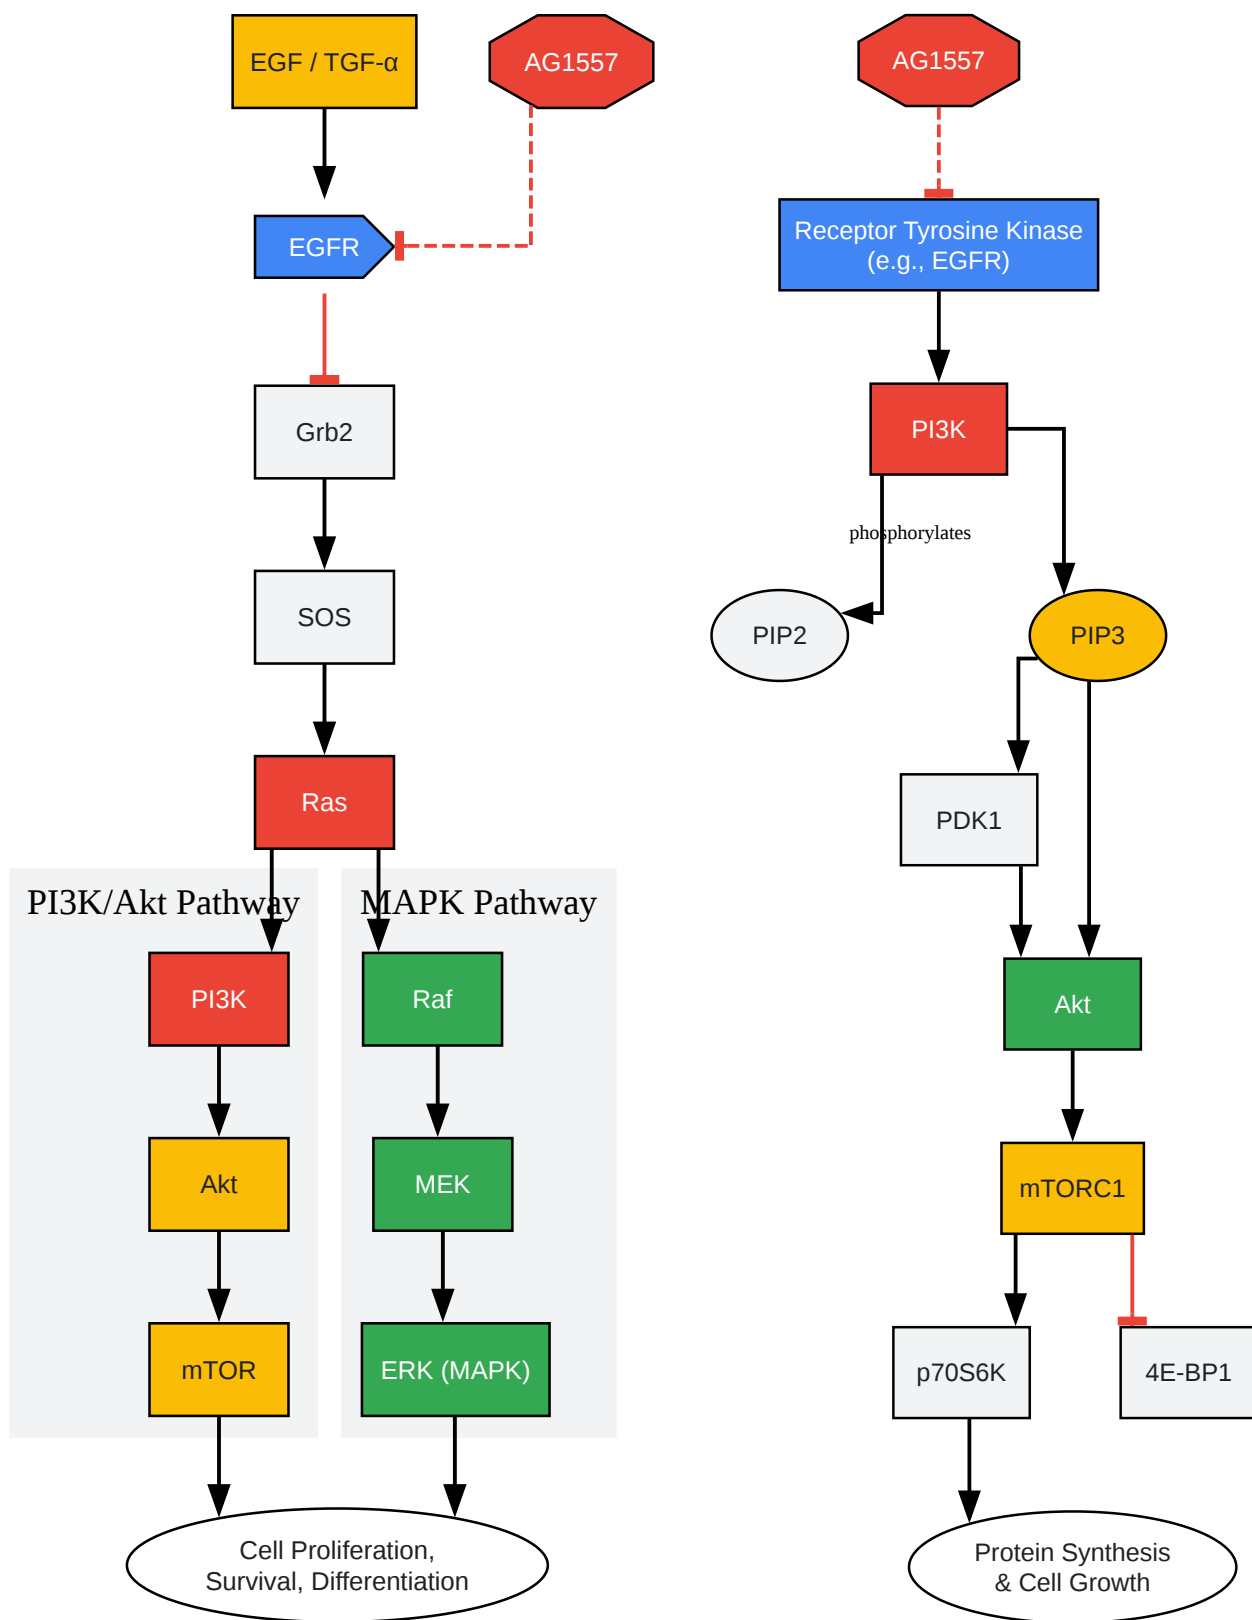 EGF / TGF-α
AG1557
EGFR
Grb2
SOS
Ras
PI3K/Akt Pathway
MAPK Pathway
PI3K
Raf
Akt
MEK
mTOR
ERK (MAPK)
Cell Proliferation,
Survival, Differentiation
AG1557
Receptor Tyrosine Kinase
(e.g., EGFR)
PI3K
phosphorylates
PIP2
PIP3
PDK1
Akt
mTORC1
p70S6K
4E-BP1
Protein Synthesis
& Cell Growth